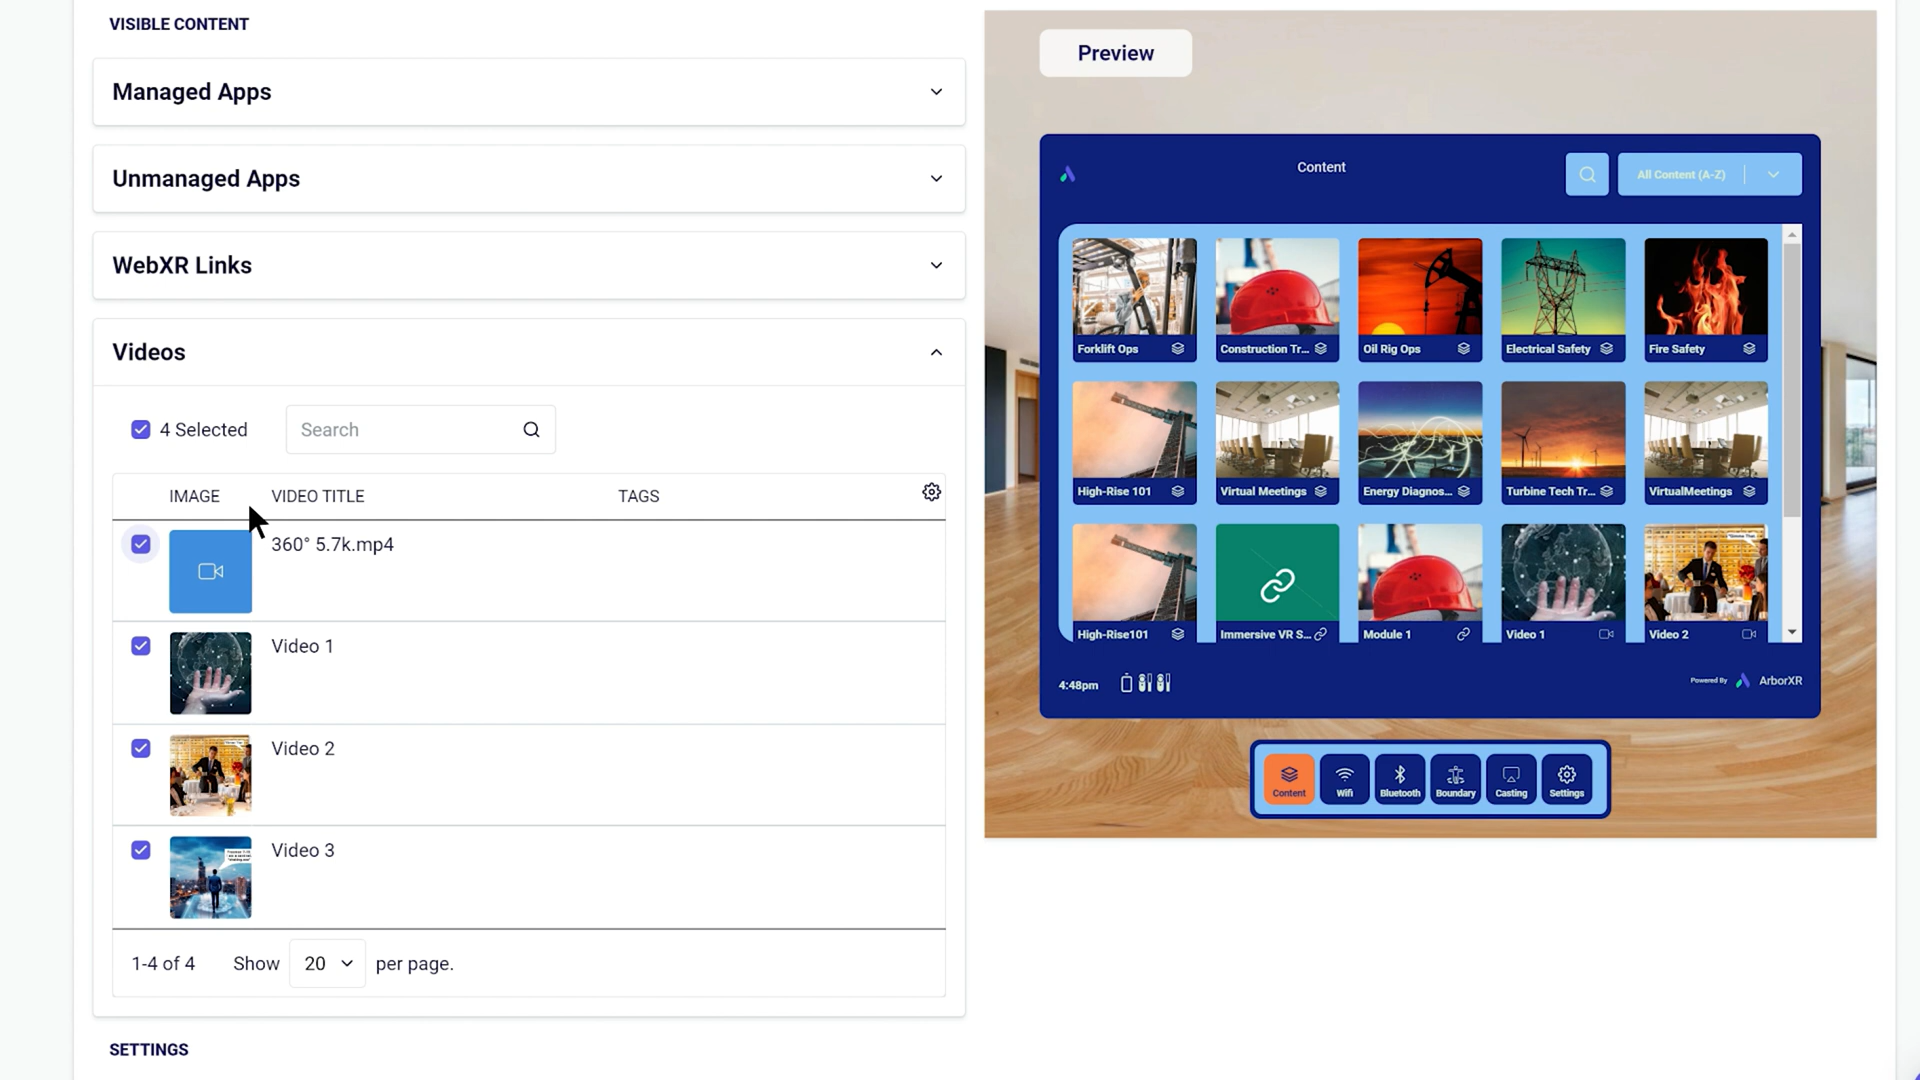 VISIBLE CONTENT
Managed Apps
Unmanaged Apps
WebXR Links
Videos
4 Selected
Search
IMAGE VIDEO TITLE TAGS
360° 5.7k.mp4
Video 1
Video 2
Video 3
1-4 of 4 Show 20 per page.
SETTINGS
Preview
Content
All Content (A-Z)
Forklift Ops
Construction Tr...
Oil Rig Ops
Electrical Safety
Fire Safety
High-Rise 101
Virtual Meetings
Energy Diagnos...
Turbine Tech Tr...
VirtualMeetings
High-Rise101
Immersive VR S...
Module 1
Video 1
Video 2
4:48pm
Powered By ArborXR
Content
Wifi
Bluetooth
Boundary
Casting
Settings